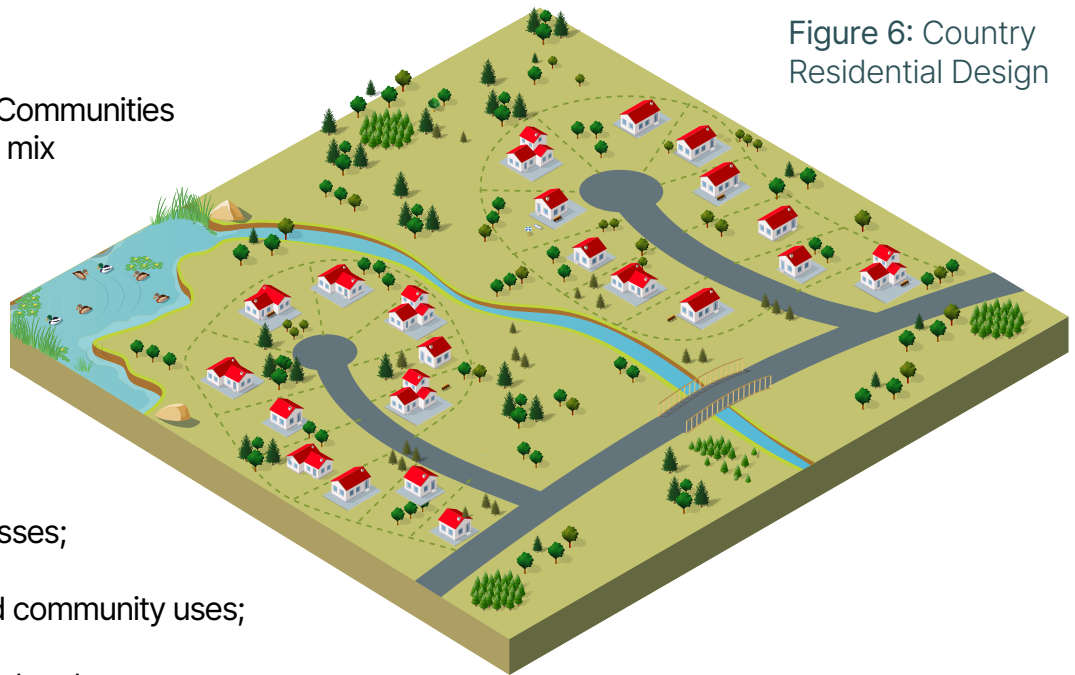 Figure 6: Country
Residential Design
Communities
mix
sses;
community uses;